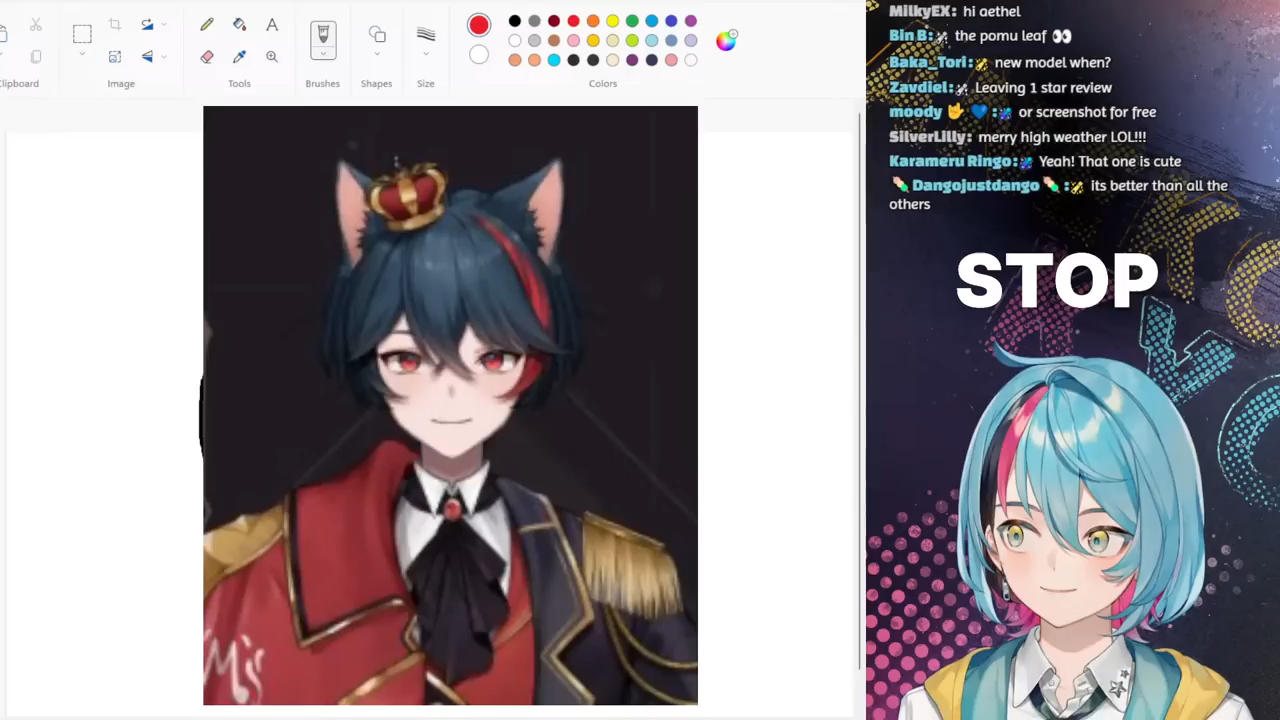 Clipboard
Image
Tools
Brushes
Shapes
Size
Colors
A
MilkyEX: hi aethel
Bin B: the pomu leaf 👀
Baka_Tori: new model when?
Zavdiel: Leaving 1 star review
moody 🤘 💙 : or screenshot for free
SilverLilly: merry high weather LOL!!!
Karameru Ringo: Yeah! That one is cute
🍡 Dangojustdango 🍡 : its better than all the
others
STOP